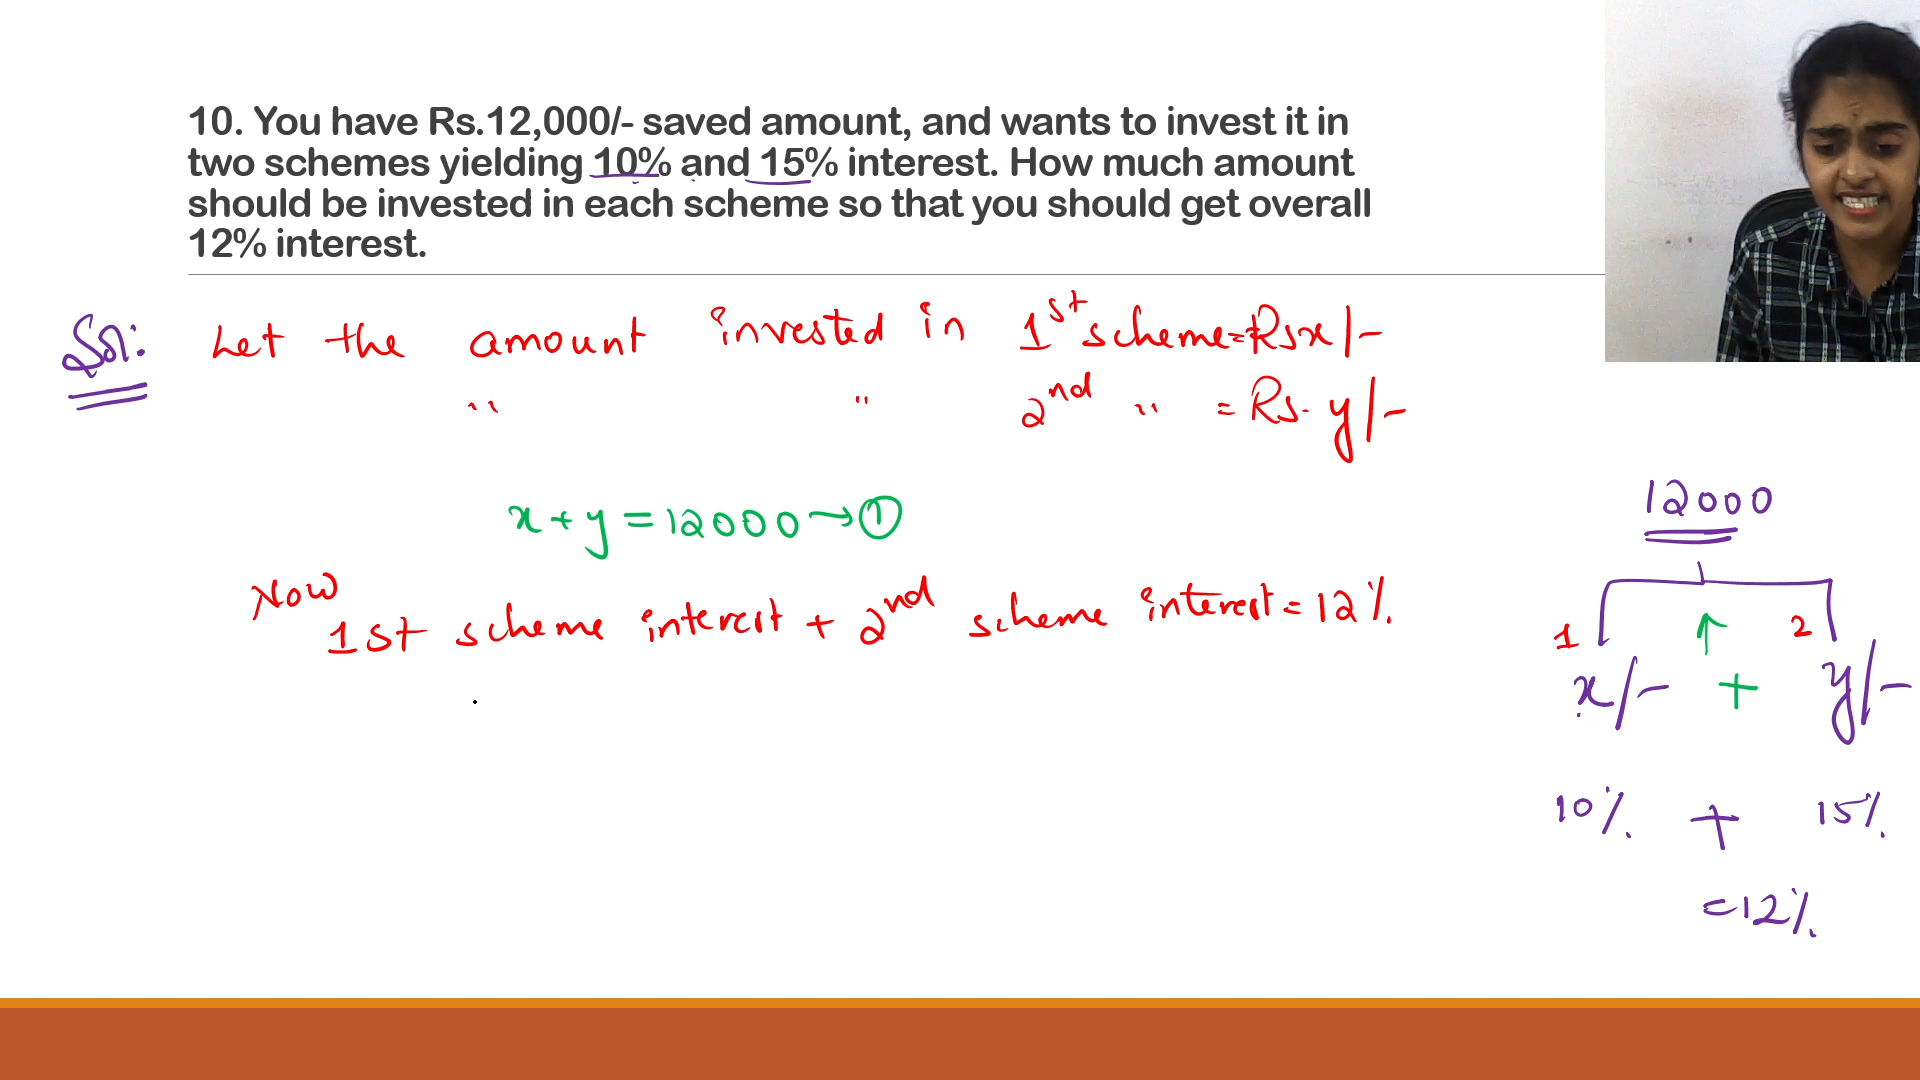 10. You have Rs.12,000/- saved amount, and wants to invest it in
two schemes yielding 10% and 15% interest. How much amount
should be invested in each scheme so that you should get overall
12% interest.
Sol:
Let the amount invested in 1st scheme=Rsx/-
" " 2nd " = Rs. y/-
x+y=12000→①
Now
1st scheme interest + 2nd scheme interest=12%.
12000
1 ↑ 2
x/- + y/-
10% + 15%
=12%